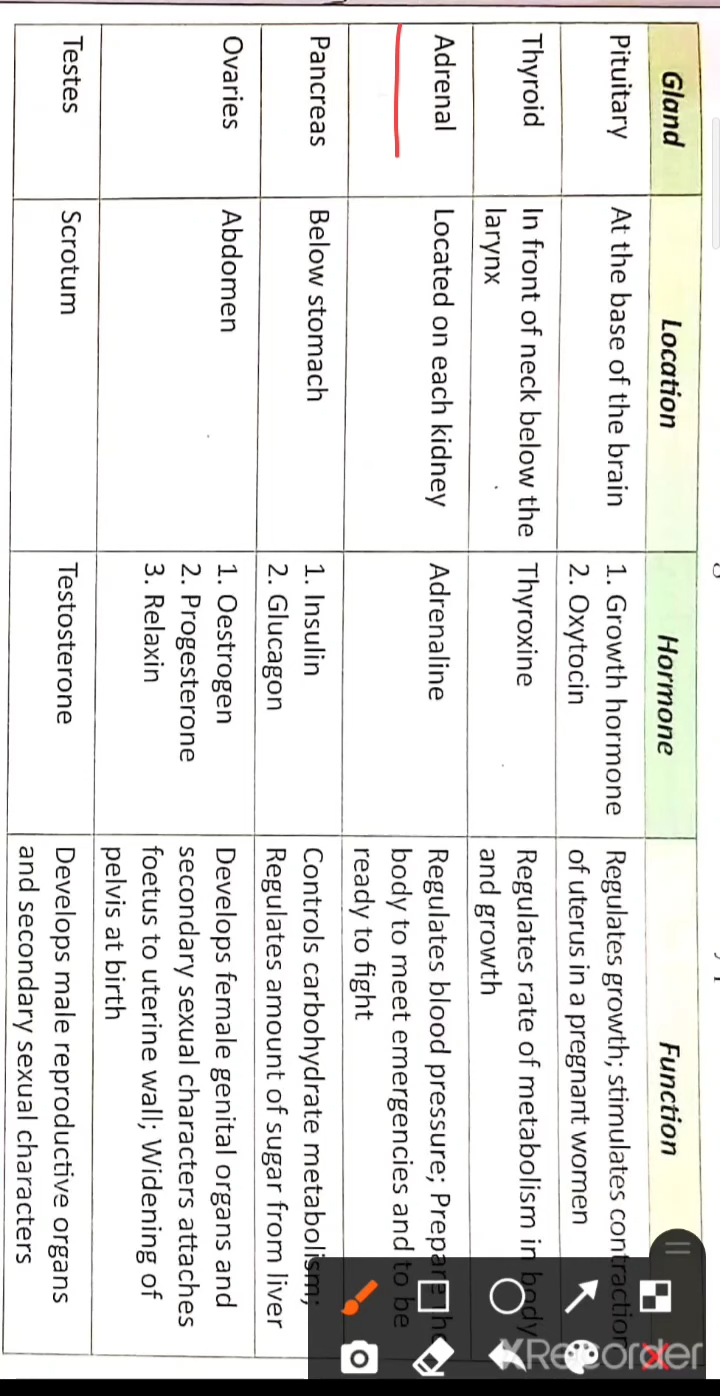 Gland Location Hormone Function
Pituitary At the base of the brain 1. Growth hormone Regulates growth; stimulates contraction
2. Oxytocin of uterus in a pregnant women
Thyroid In front of neck below the Thyroxine Regulates rate of metabolism in body
larynx and growth
Adrenal Located on each kidney Adrenaline Regulates blood pressure; Prepare the
body to meet emergencies and to be
ready to fight
Pancreas Below stomach 1. Insulin Controls carbohydrate metabolism;
2. Glucagon Regulates amount of sugar from liver
Ovaries Abdomen 1. Oestrogen Develops female genital organs and
2. Progesterone secondary sexual characters attaches
3. Relaxin foetus to uterine wall; Widening of
pelvis at birth
Testes Scrotum Testosterone Develops male reproductive organs
and secondary sexual characters
XRecorder